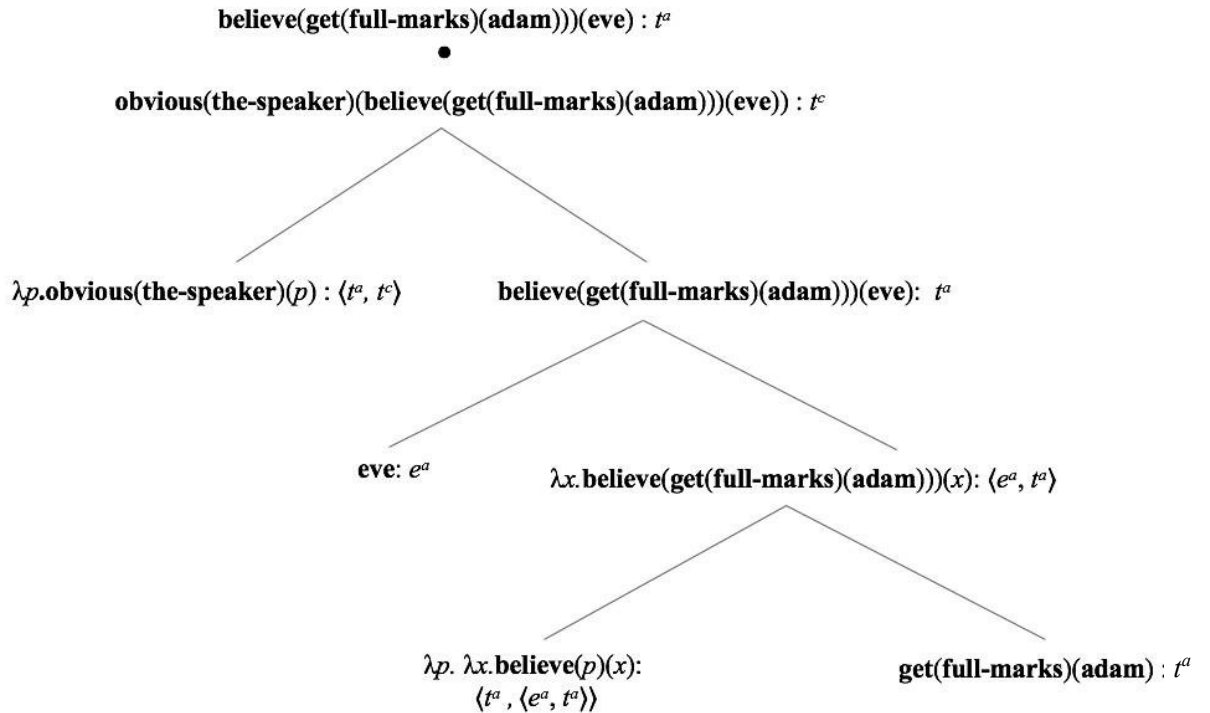 believe(get(full-marks)(adam)))(eve) : tᵃ
•
obvious(the-speaker)(believe(get(full-marks)(adam)))(eve)) : tᶜ
λp.obvious(the-speaker)(p) : ⟨tᵃ, tᶜ⟩
believe(get(full-marks)(adam)))(eve): tᵃ
eve: eᵃ
λx.believe(get(full-marks)(adam)))(x): ⟨eᵃ, tᵃ⟩
λp. λx.believe(p)(x):
⟨tᵃ , ⟨eᵃ, tᵃ⟩⟩
get(full-marks)(adam) : tᵃ